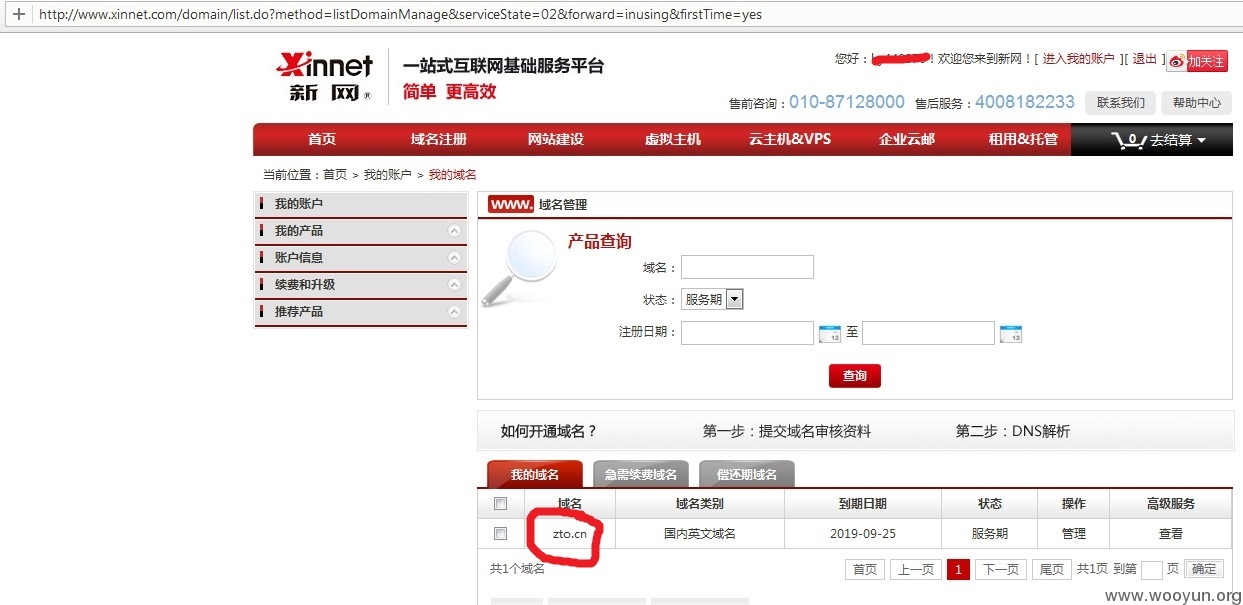 http://www.xinnet.com/domain/list.do?method=listDomainManage&serviceState=02&forward=inusing&firstTime=yes
Xinnet
新网®
一站式互联网基础服务平台
简单 更高效
您好： ！欢迎您来到新网！[ 进入我的账户 ][ 退出 ] 加关注
售前咨询：010-87128000 售后服务：4008182233 联系我们 帮助中心
首页 域名注册 网站建设 虚拟主机 云主机&VPS 企业云邮 租用&托管 0 去结算
当前位置：首页 > 我的账户 > 我的域名
我的账户
我的产品
账户信息
续费和升级
推荐产品
www. 域名管理
产品查询
域名：
状态： 服务期
注册日期： 12 至 12
查询
如何开通域名？ 第一步：提交域名审核资料 第二步：DNS解析
我的域名 急需续费域名 偿还期域名
域名 域名类别 到期日期 状态 操作 高级服务
zto.cn 国内英文域名 2019-09-25 服务期 管理 查看
共1个域名 首页 上一页 1 下一页 尾页 共1页 到第 页 确定
www.wooyun.org